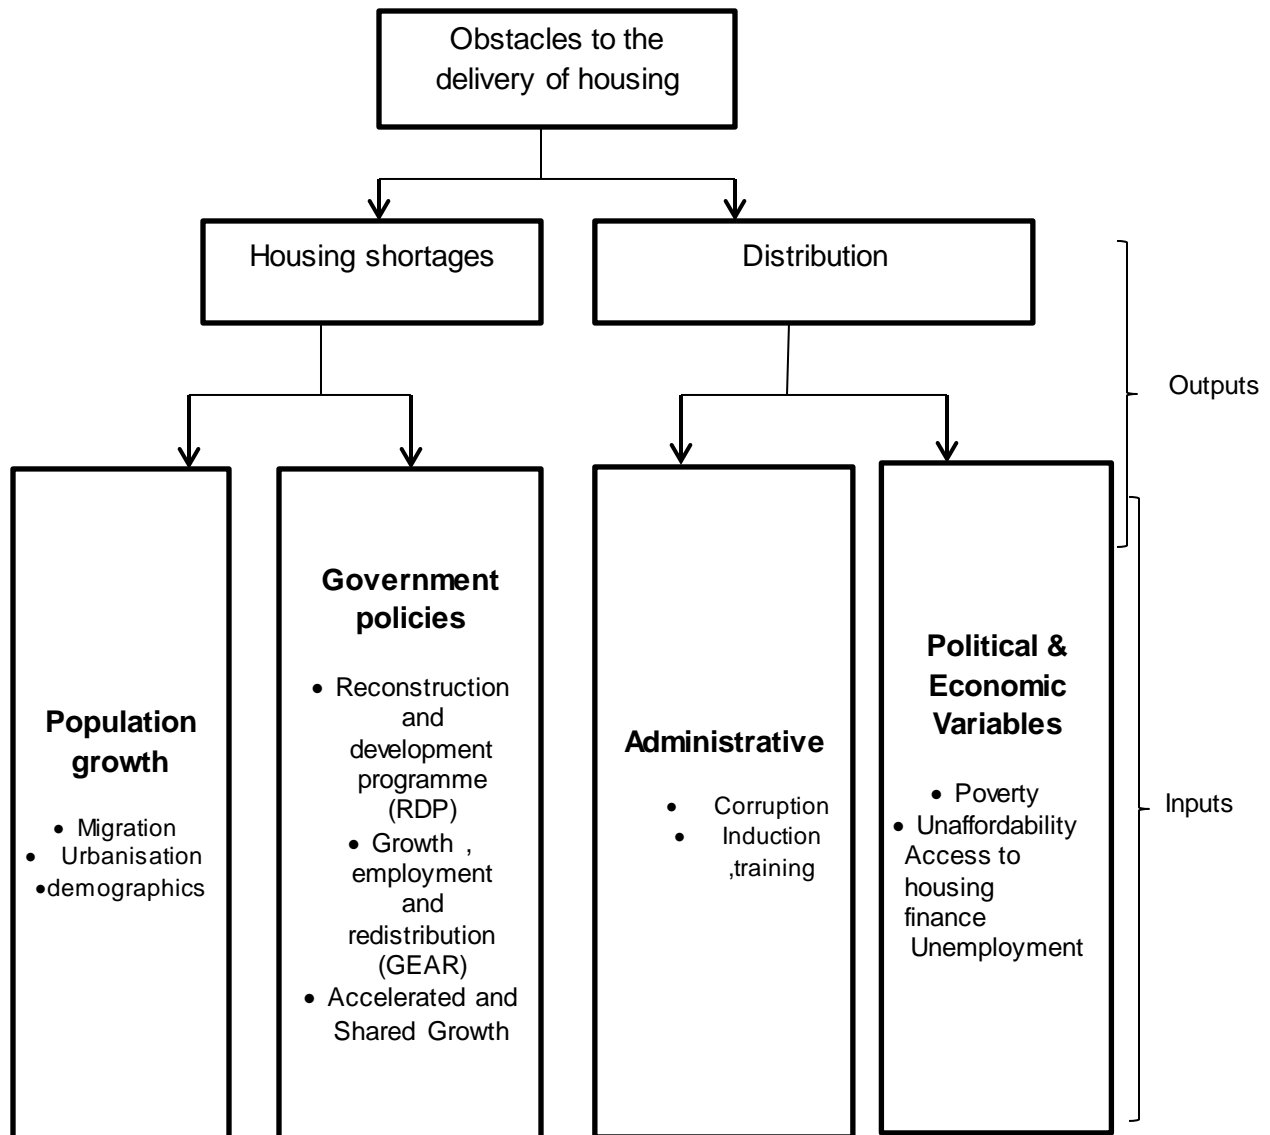 Obstacles to the
delivery of housing
Housing shortages
Distribution
Outputs
Population
growth
• Migration
• Urbanisation
•demographics
Government
policies
• Reconstruction
and
development
programme
(RDP)
• Growth ,
employment
and
redistribution
(GEAR)
• Accelerated and
Shared Growth
Administrative
• Corruption
• Induction
,training
Political &
Economic
Variables
• Poverty
• Unaffordability
Access to
housing
finance
Unemployment
Inputs